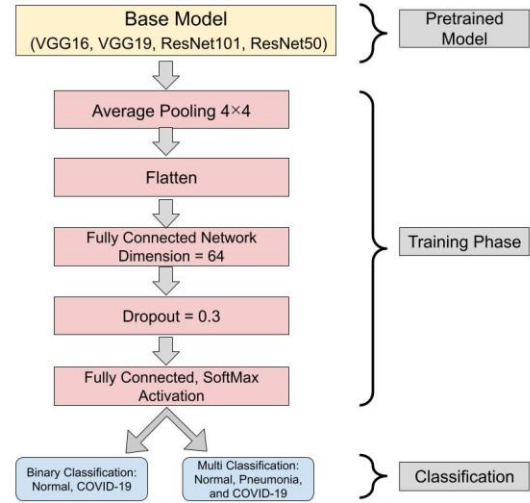 Base Model
(VGG16, VGG19, ResNet101, ResNet50)
Pretrained
Model
Average Pooling 4×4
Flatten
Fully Connected Network
Dimension = 64
Training Phase
Dropout = 0.3
Fully Connected, SoftMax
Activation
Binary Classification:
Normal, COVID-19
Multi Classification:
Normal, Pneumonia,
and COVID-19
Classification